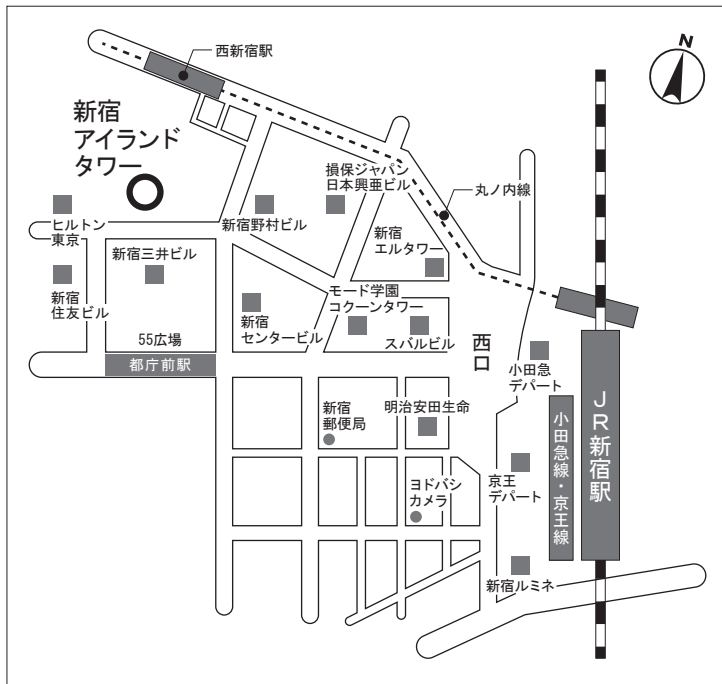 N
西新宿駅
新宿
アイランド
タワー
損保ジャパン
日本興亜ビル
丸ノ内線
ヒルトン
東京
新宿野村ビル
新宿
エルタワー
新宿三井ビル
新宿
住友ビル
新宿
センタービル
モード学園
コクーンタワー
スバルビル
55広場
都庁前駅
西口
小田急
デパート
JR新宿駅
小田急線・京王線
新宿
郵便局
明治安田生命
ヨドバシ
カメラ
京王
デパート
新宿ルミネ